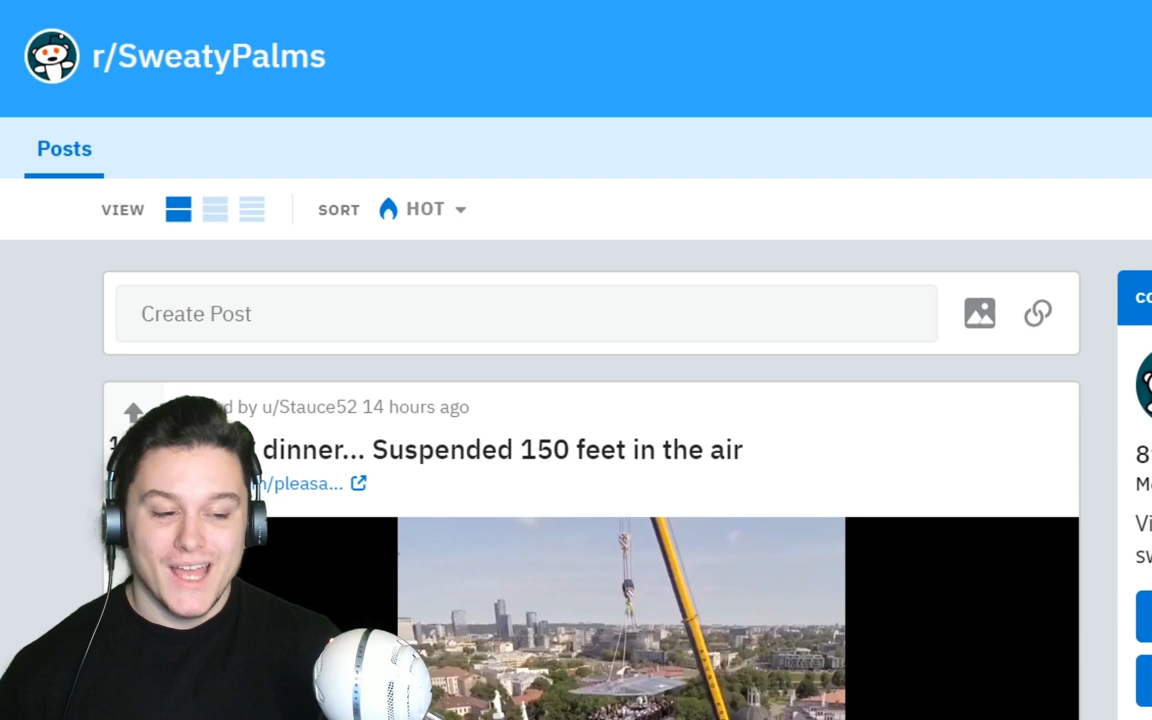 r/SweatyPalms
Posts
VIEW
SORT
HOT
Create Post
by u/Stauce52 14 hours ago
dinner... Suspended 150 feet in the air
/pleasa...